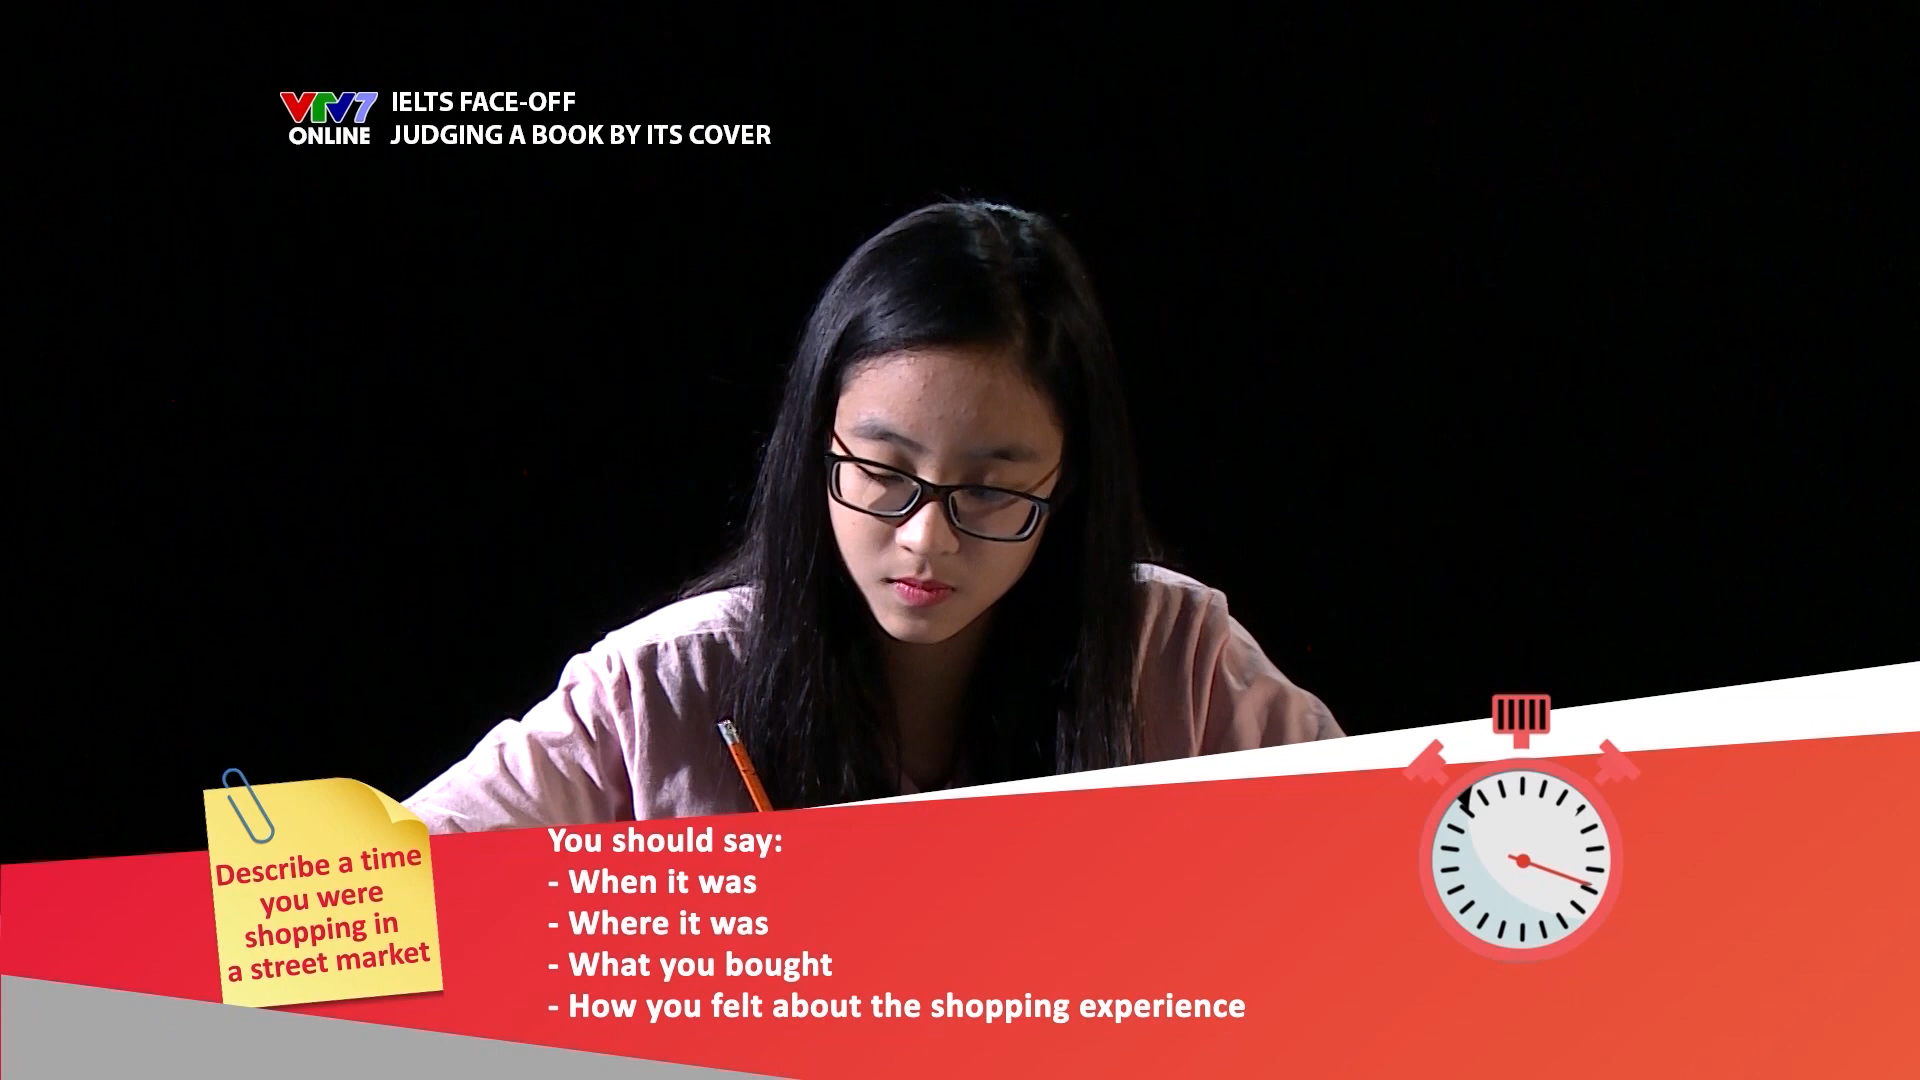 VTV7
ONLINE
IELTS FACE-OFF
JUDGING A BOOK BY ITS COVER
Describe a time
you were
shopping in
a street market
You should say:
- When it was
- Where it was
- What you bought
- How you felt about the shopping experience